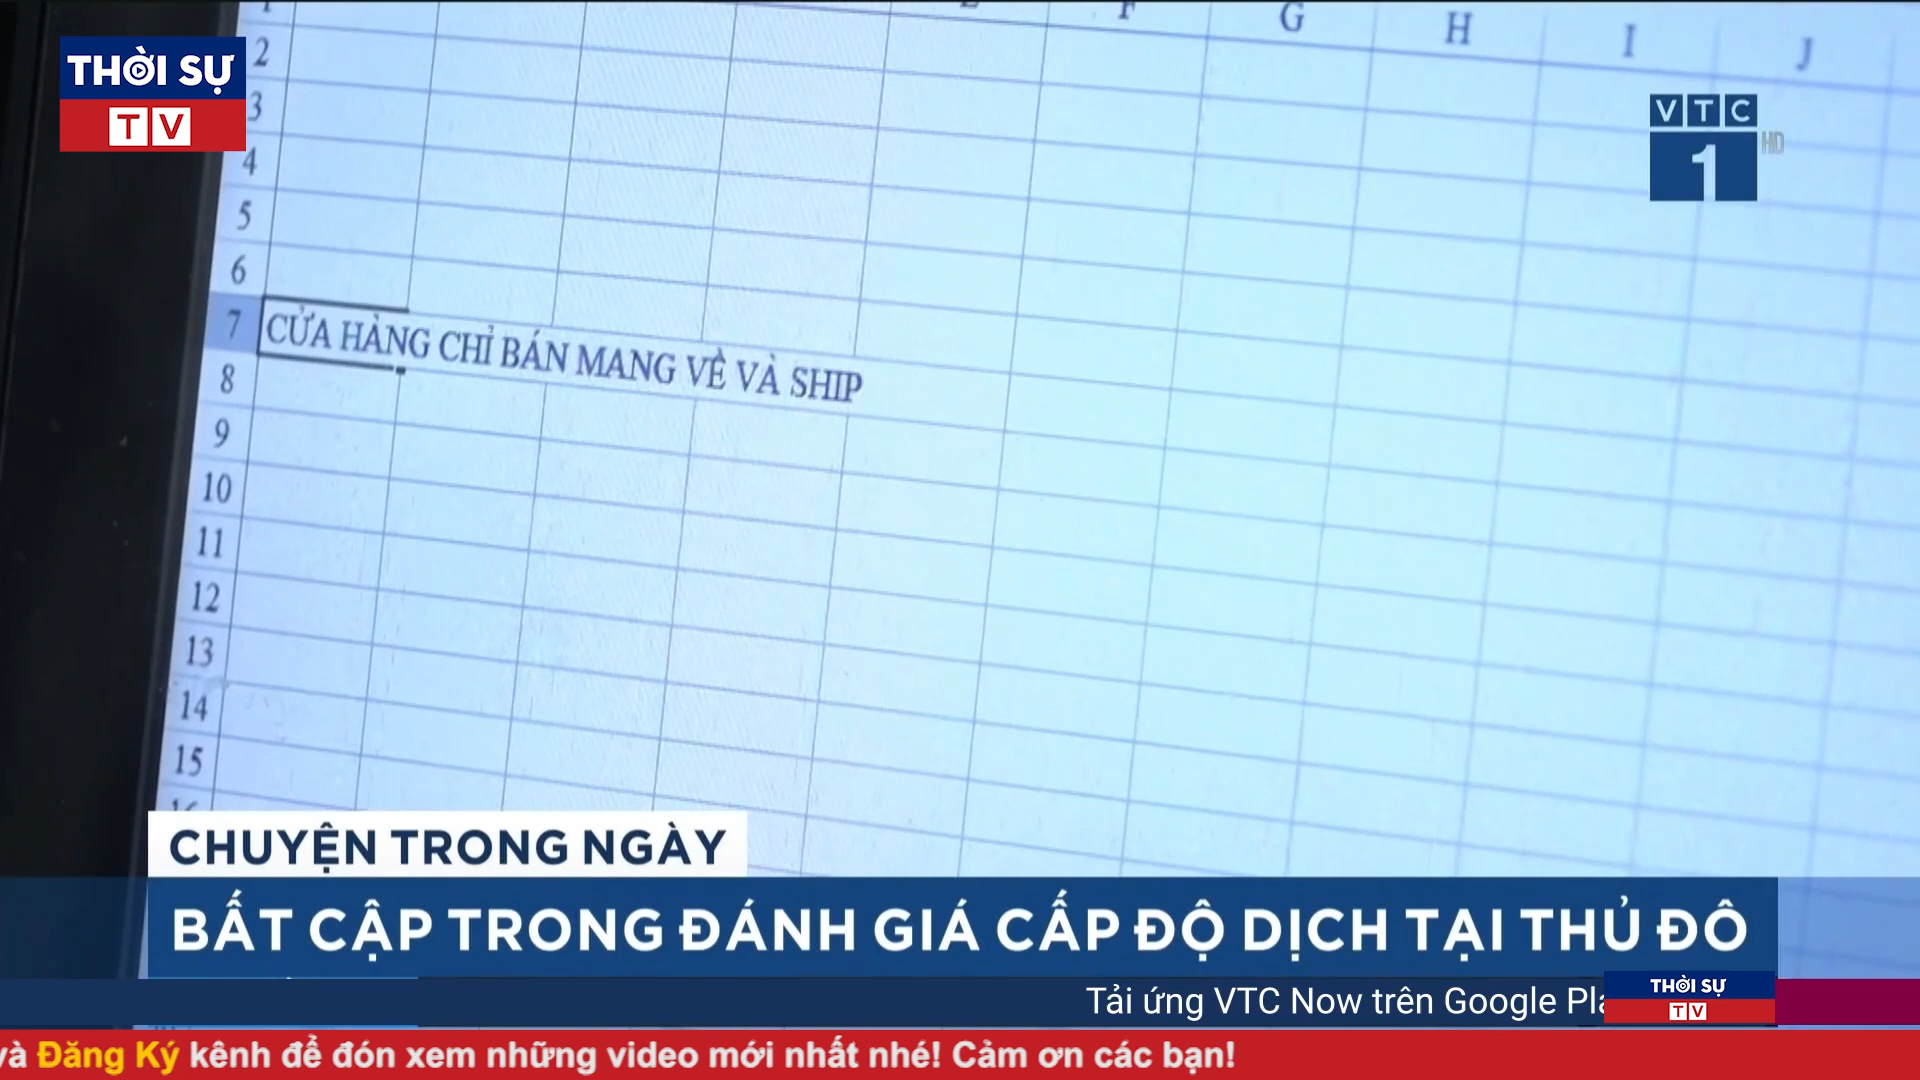 THỜI SỰ
TV
F G H I J
VTC
1
HD
2
3
4
5
6
7 CỬA HÀNG CHỈ BÁN MANG VỀ VÀ SHIP
8
9
10
11
12
13
14
15
CHUYỆN TRONG NGÀY
BẤT CẬP TRONG ĐÁNH GIÁ CẤP ĐỘ DỊCH TẠI THỦ ĐÔ
Tải ứng VTC Now trên Google Pla
THỜI SỰ
TV
và Đăng Ký kênh để đón xem những video mới nhất nhé! Cảm ơn các bạn!